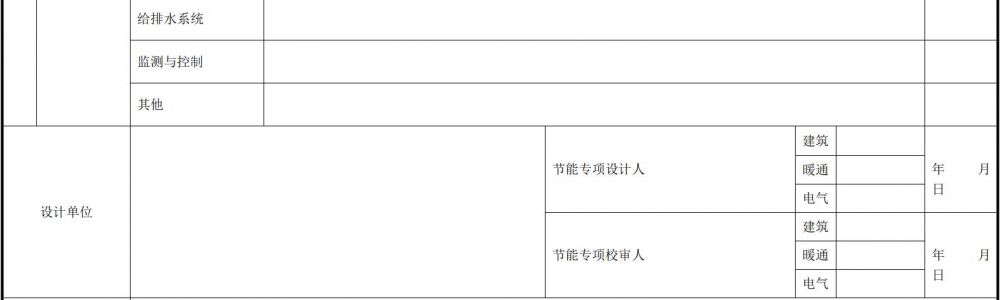 给排水系统
监测与控制
其他
设计单位
节能专项设计人
建筑
暖通
电气
年 月
日
节能专项校审人
建筑
暖通
电气
年 月
日